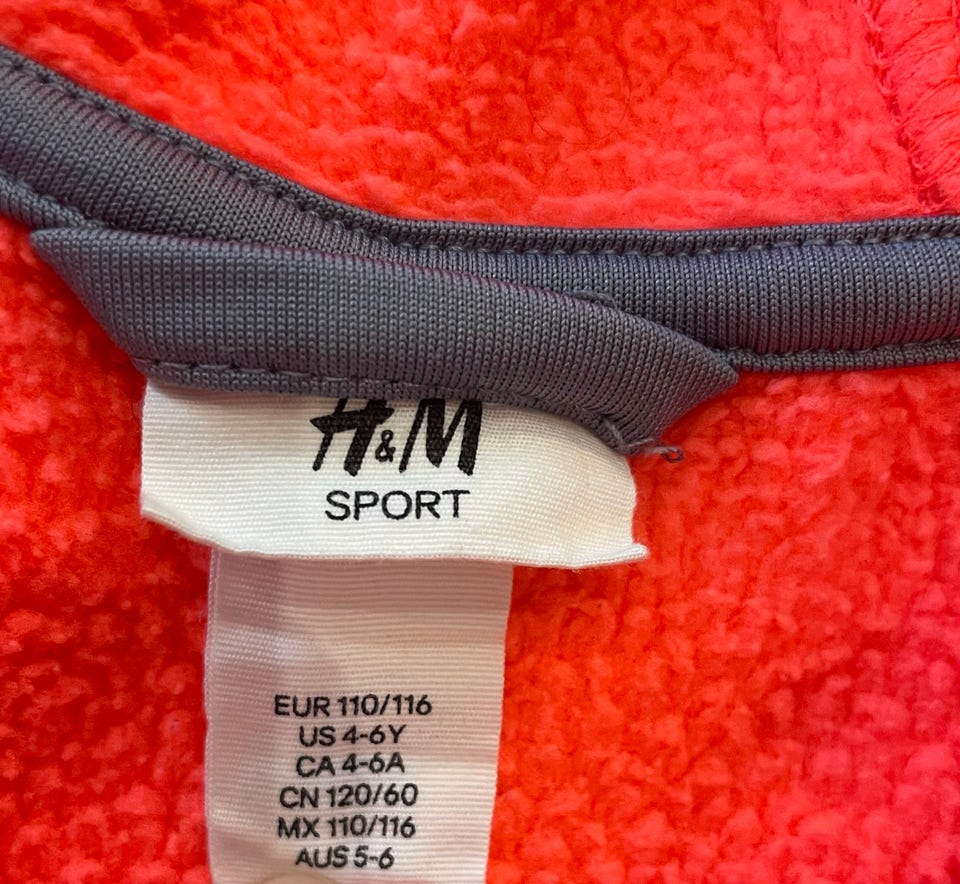 H&M
SPORT
EUR 110/116
US 4-6Y
CA 4-6A
CN 120/60
MX 110/116
AUS 5-6